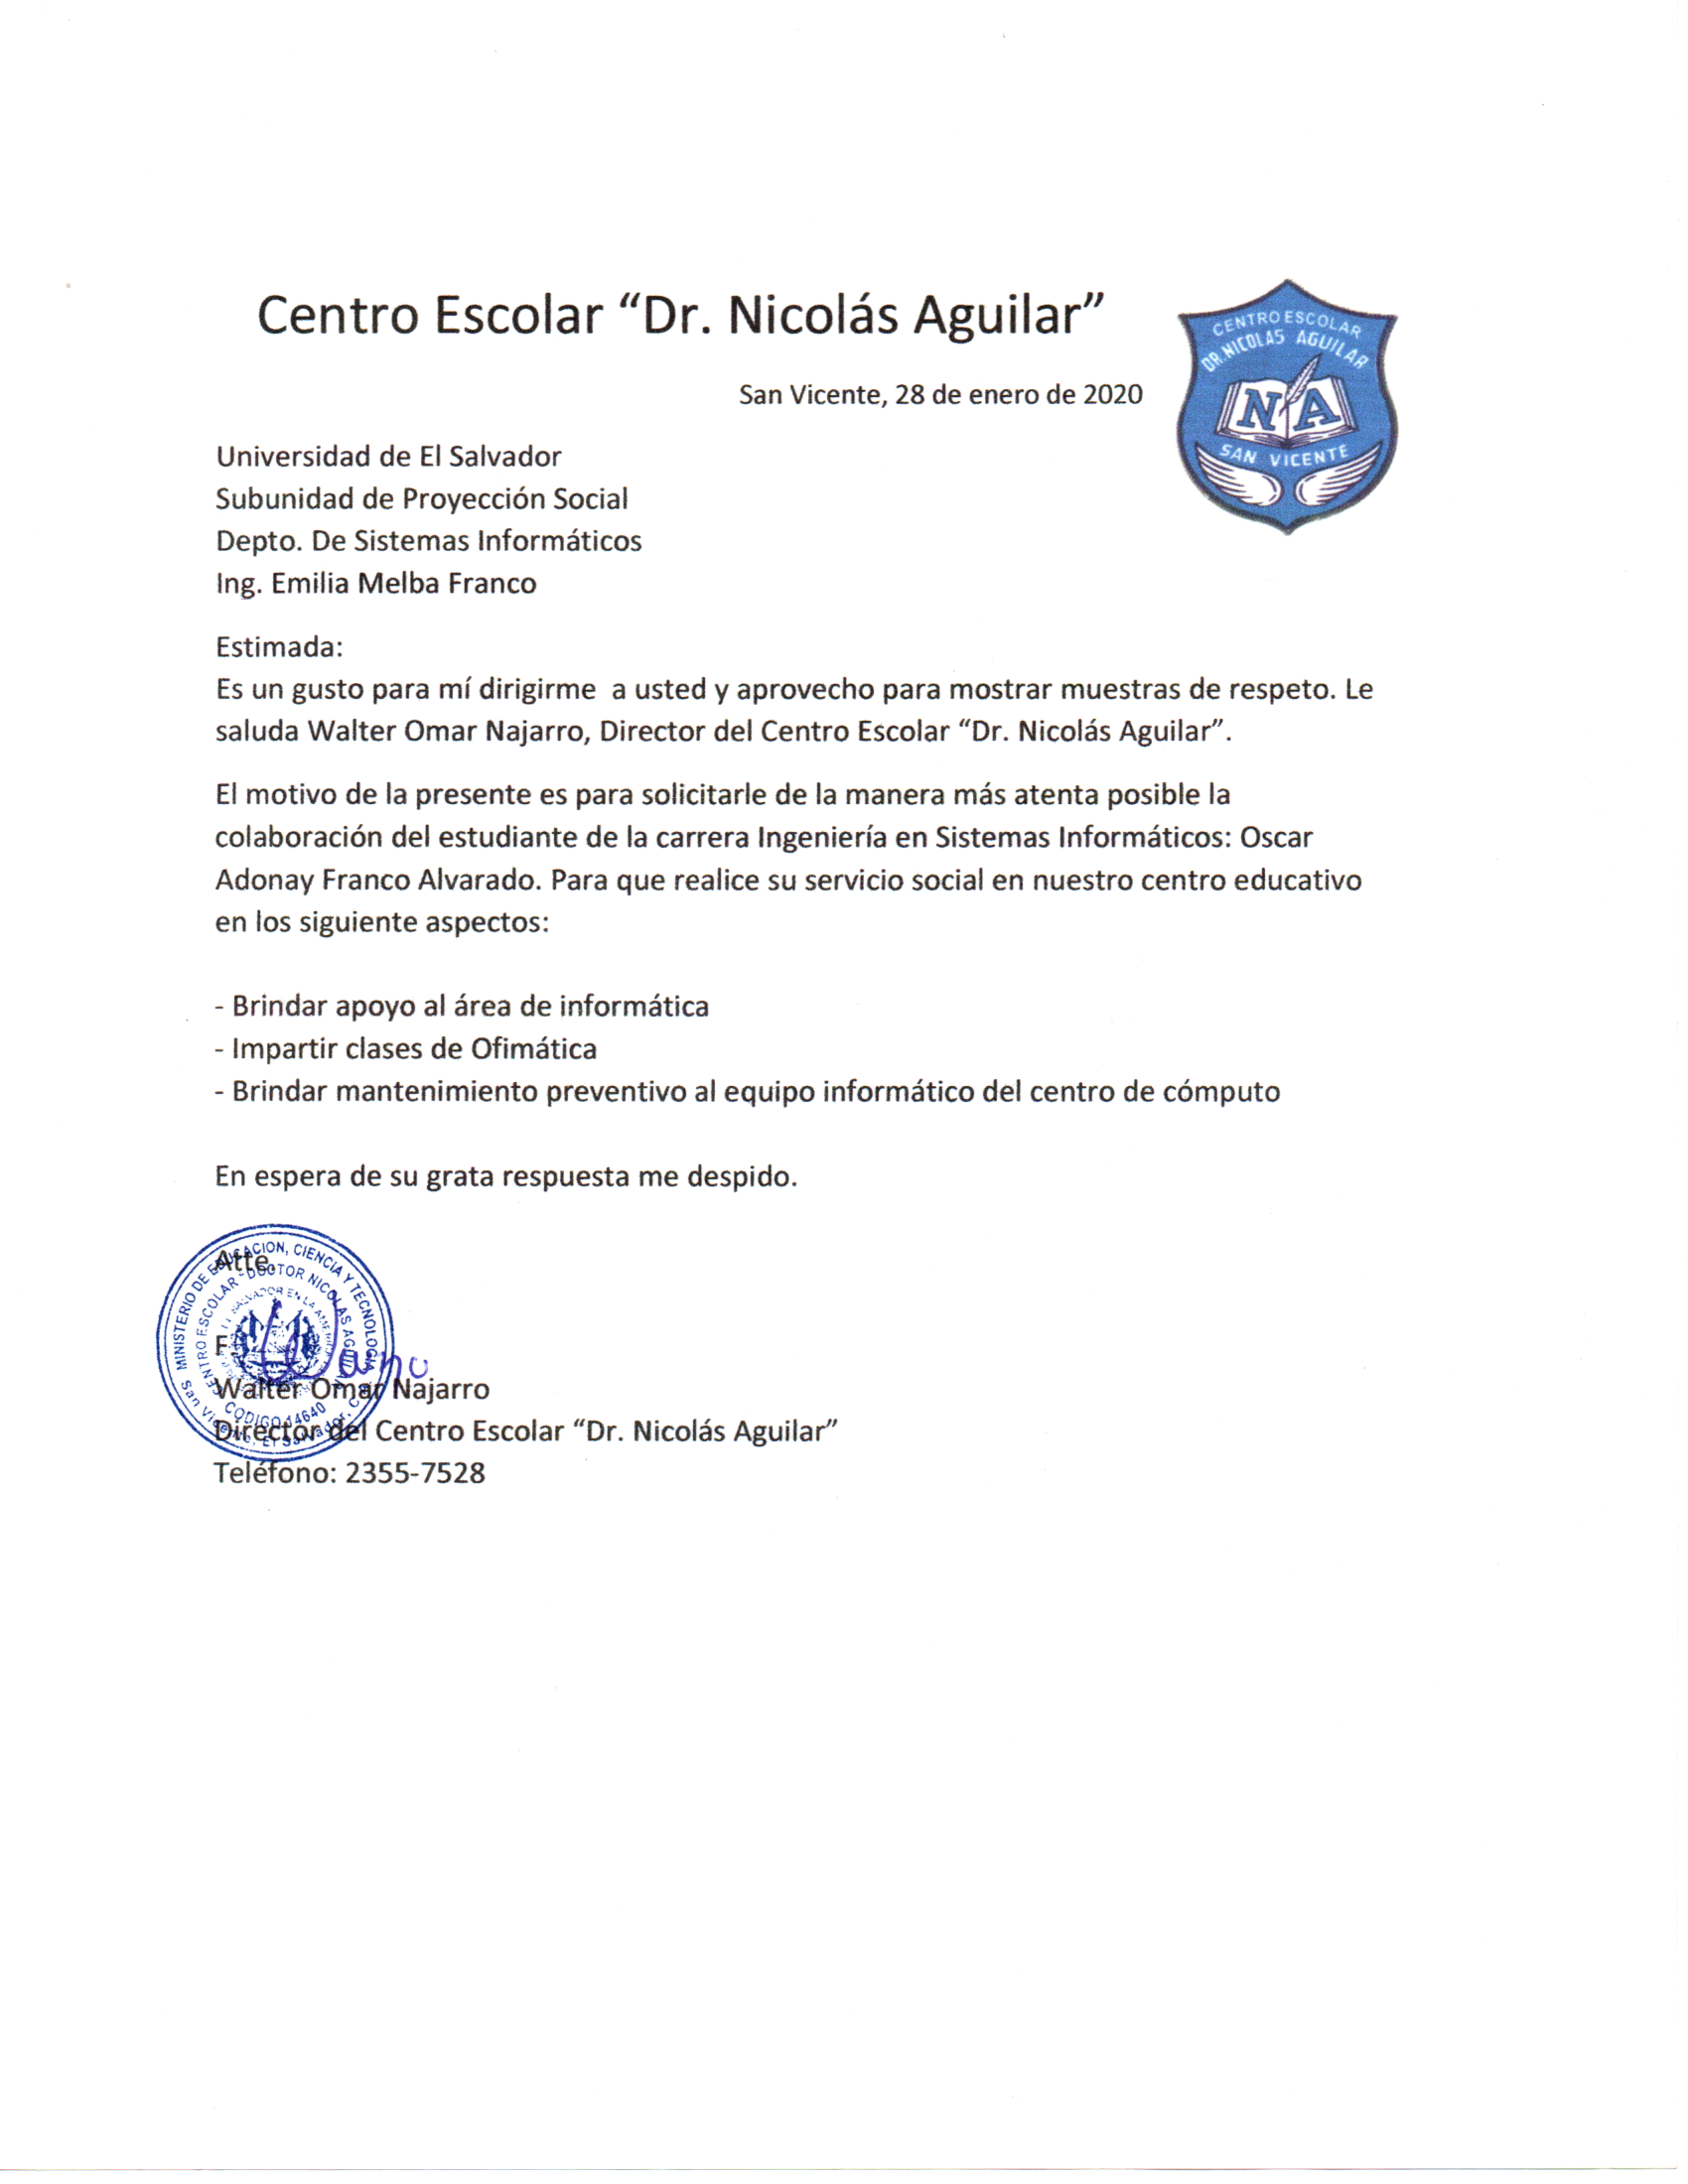 Centro Escolar “Dr. Nicolás Aguilar”
CENTRO ESCOLAR
DR. NICOLAS AGUILAR
N A
SAN VICENTE
San Vicente, 28 de enero de 2020
Universidad de El Salvador
Subunidad de Proyección Social
Depto. De Sistemas Informáticos
Ing. Emilia Melba Franco
Estimada:
Es un gusto para mí dirigirme  a usted y aprovecho para mostrar muestras de respeto. Le
saluda Walter Omar Najarro, Director del Centro Escolar “Dr. Nicolás Aguilar”.
El motivo de la presente es para solicitarle de la manera más atenta posible la
colaboración del estudiante de la carrera Ingeniería en Sistemas Informáticos: Oscar
Adonay Franco Alvarado. Para que realice su servicio social en nuestro centro educativo
en los siguiente aspectos:
- Brindar apoyo al área de informática
- Impartir clases de Ofimática
- Brindar mantenimiento preventivo al equipo informático del centro de cómputo
En espera de su grata respuesta me despido.
Atte.
MINISTERIO DE EDUCACION, CIENCIA Y TECNOLOGIA
CENTRO ESCOLAR "DOCTOR NICOLAS AGUILAR"
SALVADOR EN LA AMERICA
CODIGO 14640
San Vicente, El Salvador, C.A.
F.
Walter Omar Najarro
Director del Centro Escolar “Dr. Nicolás Aguilar”
Teléfono: 2355-7528